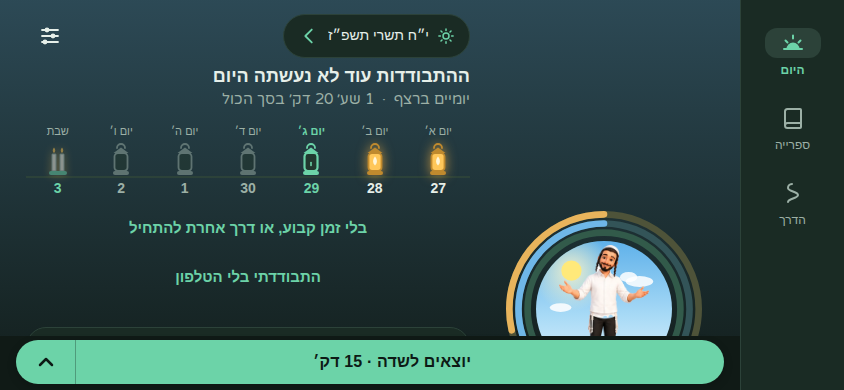 היום
ספרייה
הדרך
י״ח תשרי תשפ״ז
ההתבודדות עוד לא נעשתה היום
יומיים ברצף · 1 שע׳ 20 דק׳ בסך הכול
יום א׳ יום ב׳ יום ג׳ יום ד׳ יום ה׳ יום ו׳ שבת
27 28 29 30 1 2 3
בלי זמן קבוע, או דרך אחרת להתחיל
התבודדתי בלי הטלפון
יוצאים לשדה · 15 דק׳